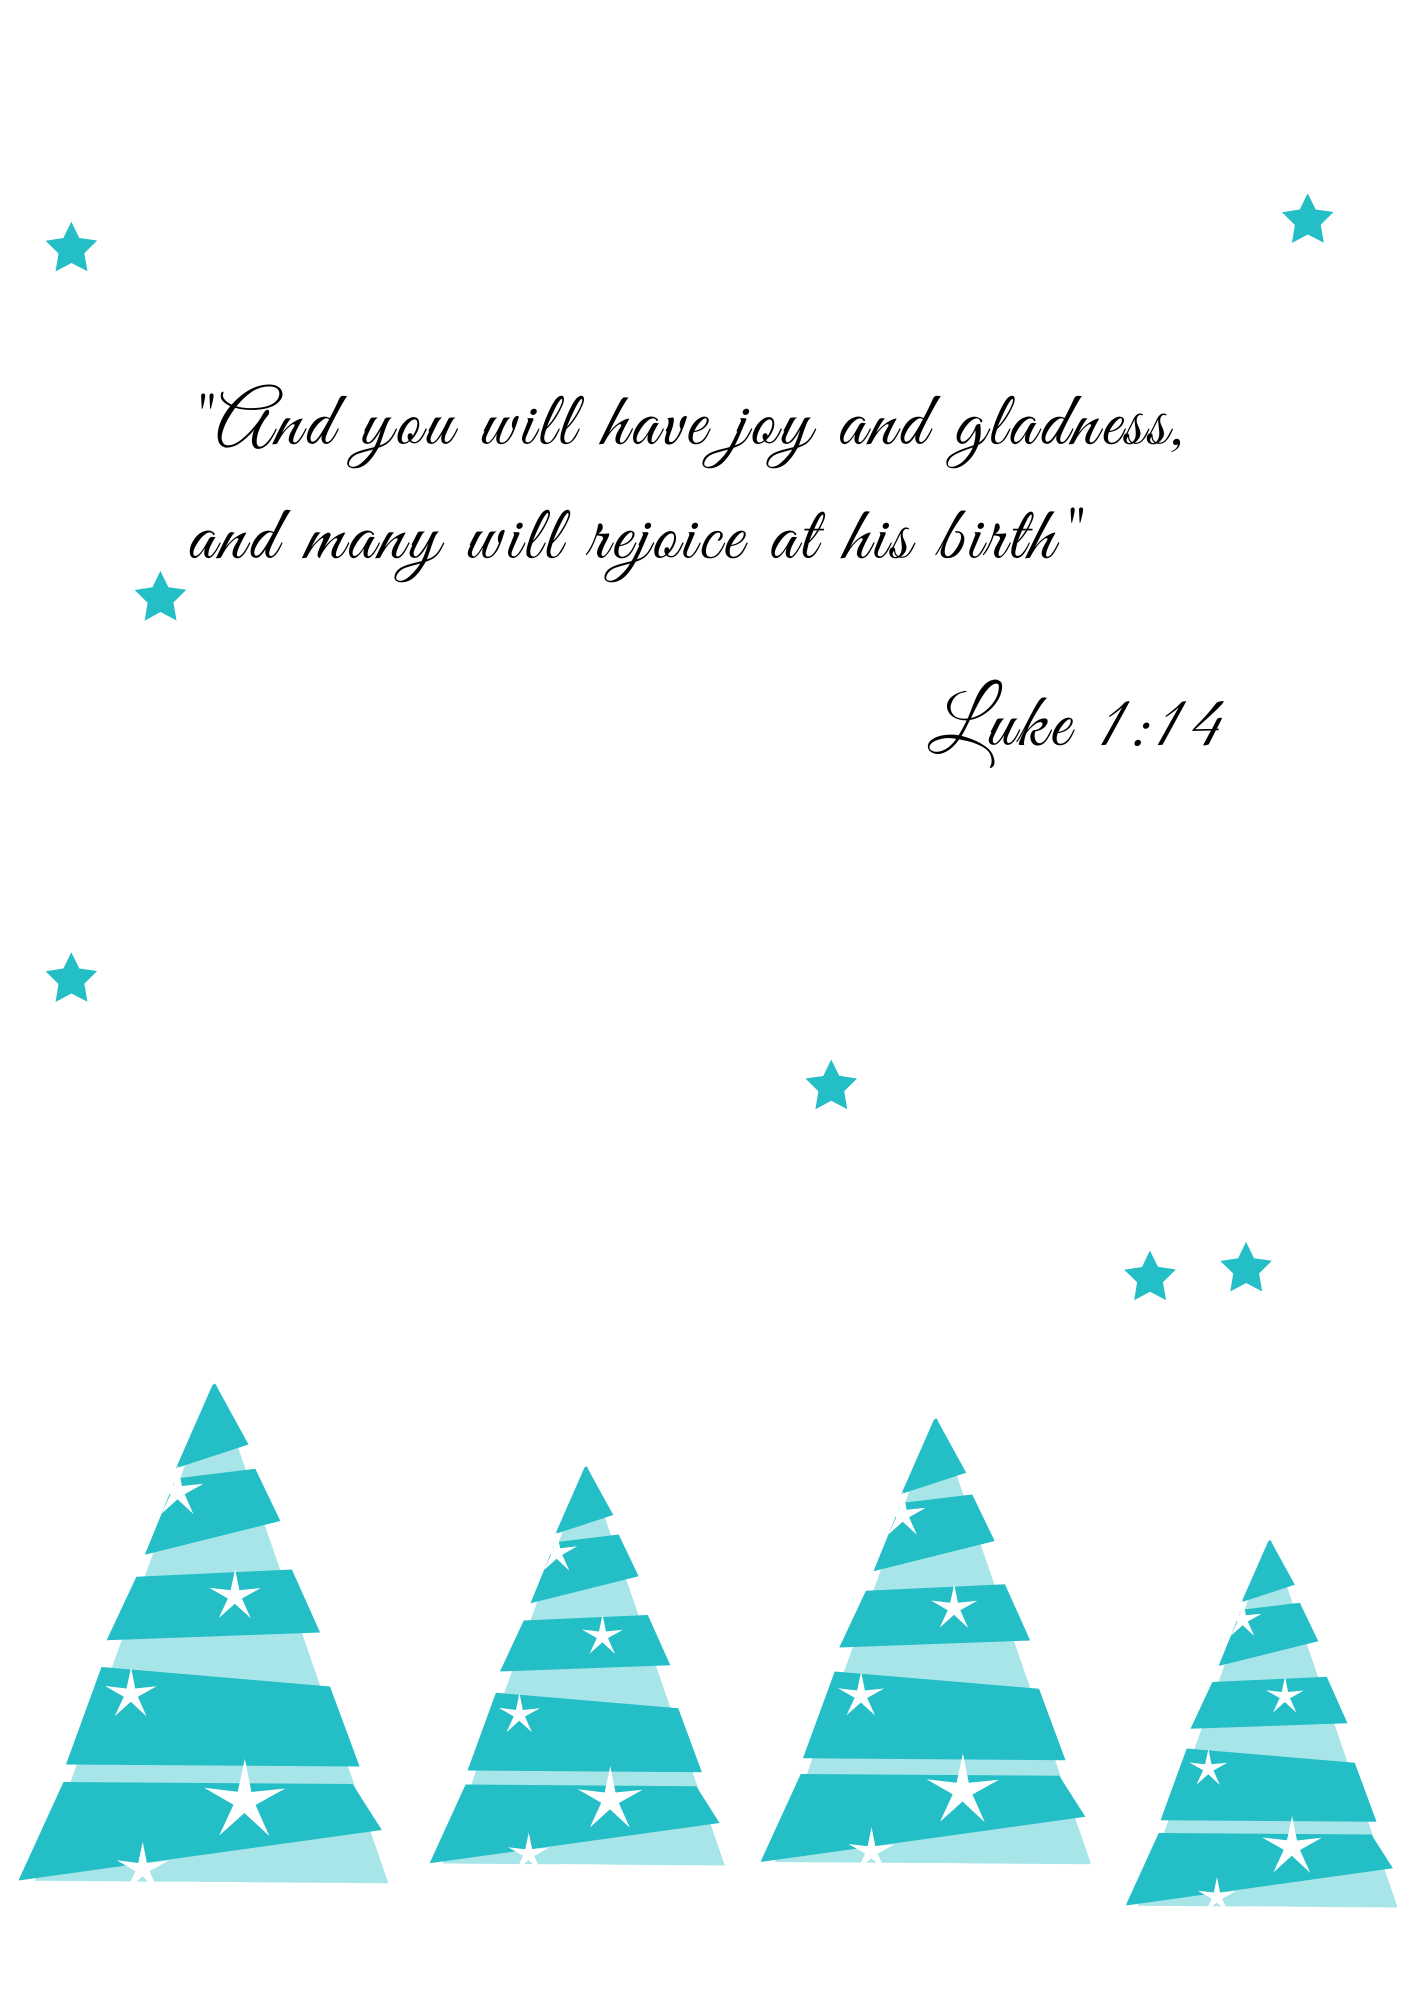 "And you will have joy and gladness,
and many will rejoice at his birth"
Luke 1:14